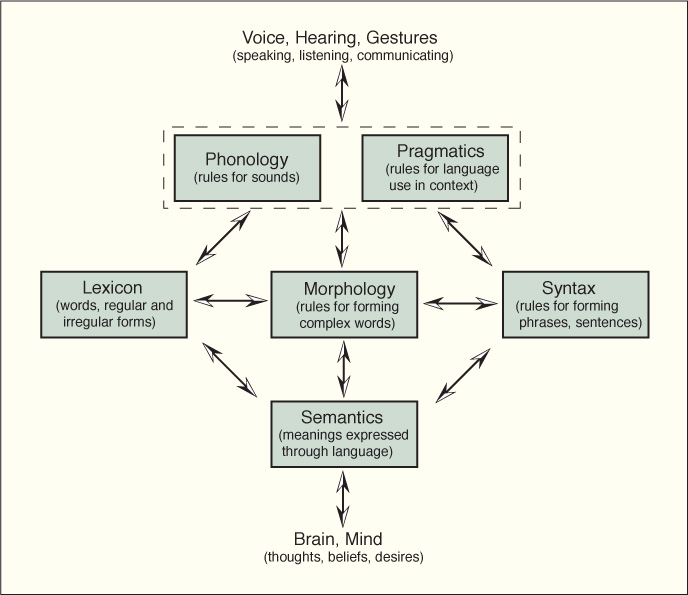 Voice, Hearing, Gestures
(speaking, listening, communicating)
Phonology
(rules for sounds)
Pragmatics
(rules for language
use in context)
Lexicon
(words, regular and
irregular forms)
Morphology
(rules for forming
complex words)
Syntax
(rules for forming
phrases, sentences)
Semantics
(meanings expressed
through language)
Brain, Mind
(thoughts, beliefs, desires)